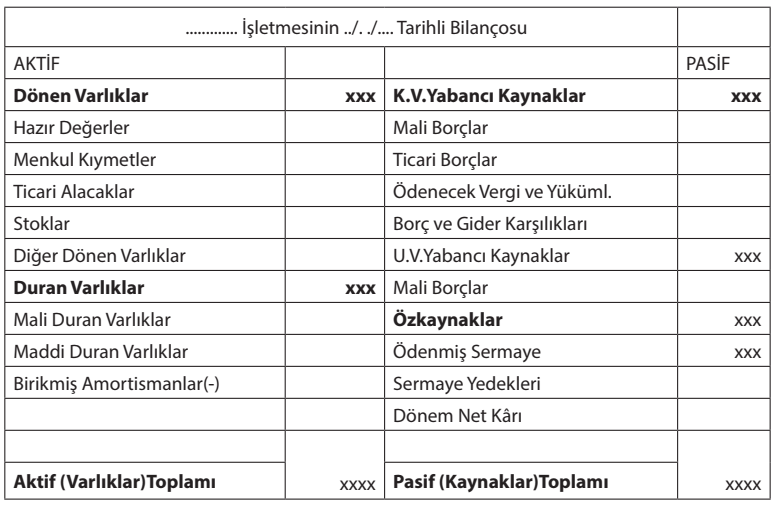 ............. İşletmesinin ../. ./.... Tarihli Bilançosu
AKTİF PASİF
Dönen Varlıklar xxx K.V.Yabancı Kaynaklar xxx
Hazır Değerler Mali Borçlar
Menkul Kıymetler Ticari Borçlar
Ticari Alacaklar Ödenecek Vergi ve Yüküml.
Stoklar Borç ve Gider Karşılıkları
Diğer Dönen Varlıklar U.V.Yabancı Kaynaklar xxx
Duran Varlıklar xxx Mali Borçlar
Mali Duran Varlıklar Özkaynaklar xxx
Maddi Duran Varlıklar Ödenmiş Sermaye xxx
Birikmiş Amortismanlar(-) Sermaye Yedekleri
Dönem Net Kârı
Aktif (Varlıklar)Toplamı xxxx Pasif (Kaynaklar)Toplamı xxxx